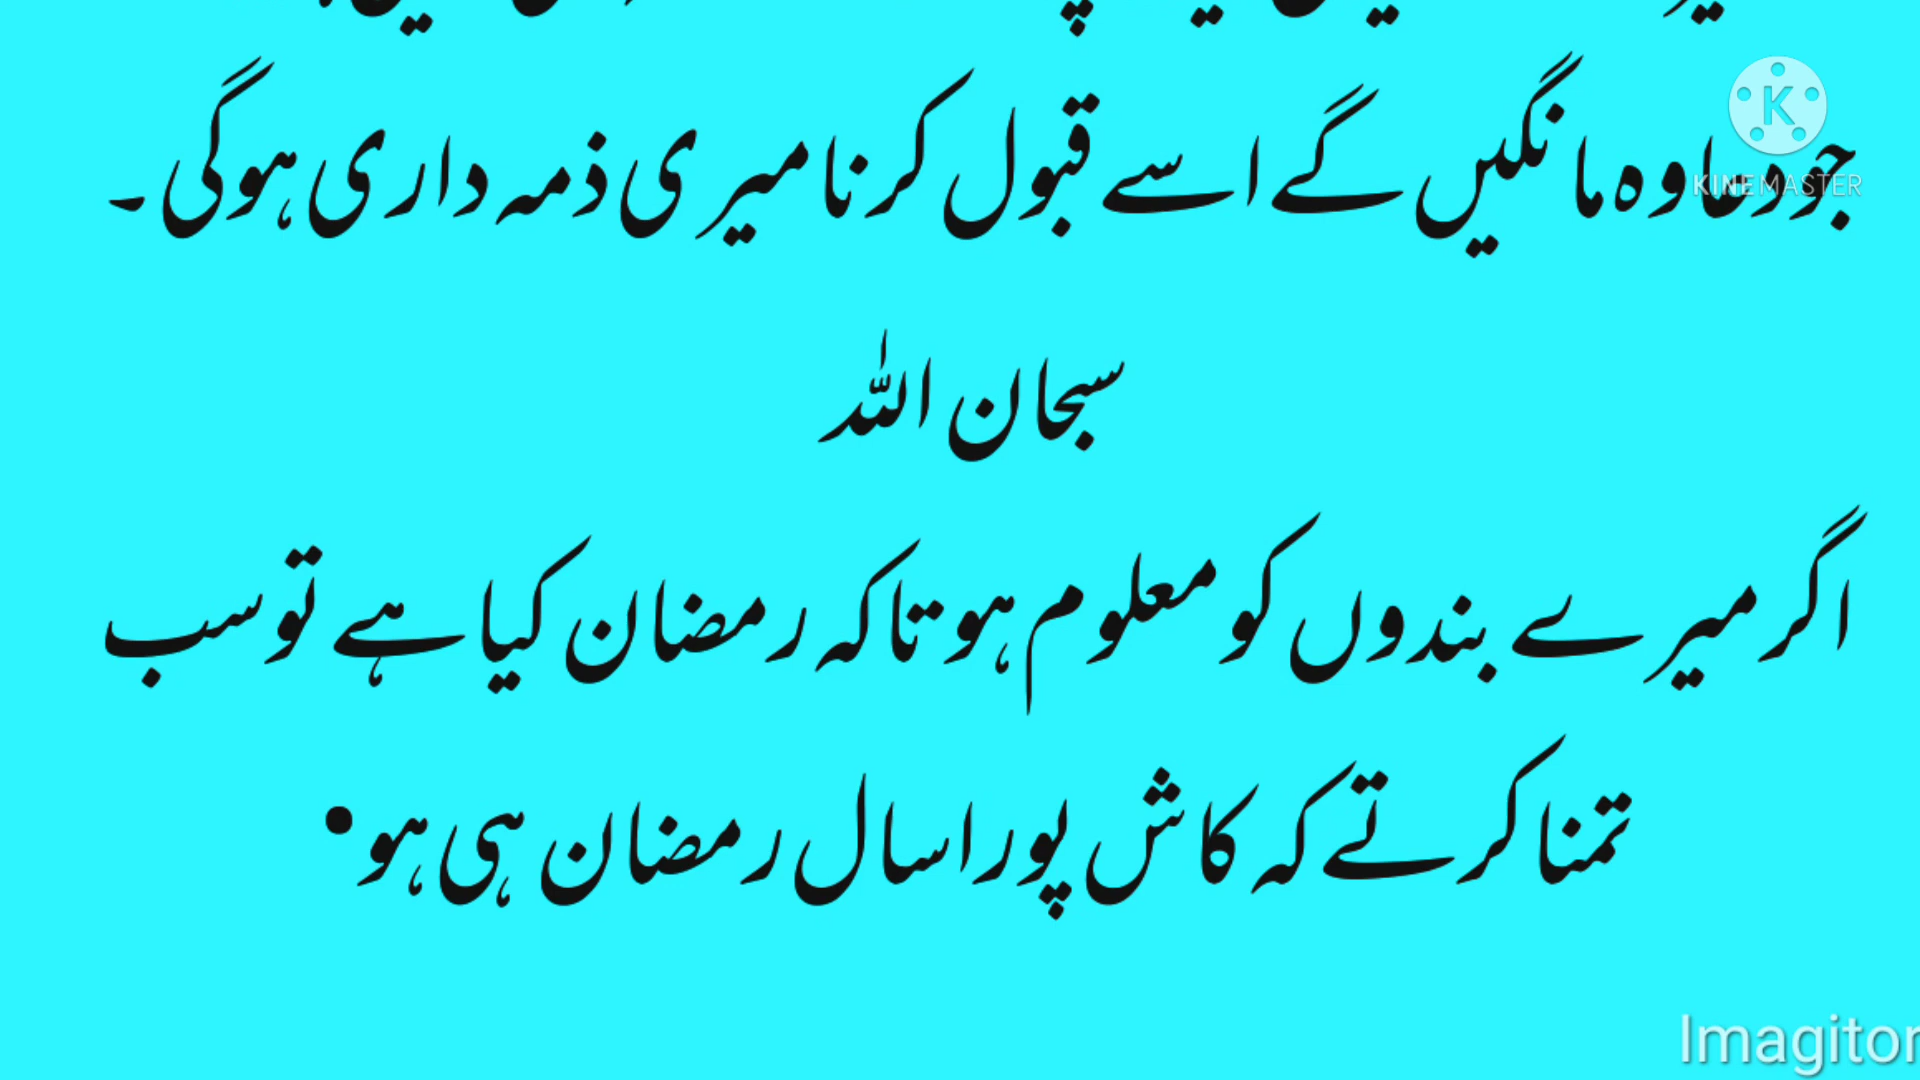 جو دعا وہ مانگیں گے اسے قبول کرنا میری ذمہ داری ہوگی۔
K
KINEMASTER
سبحان اللہ
اگر میرے بندوں کو معلوم ہوتا کہ رمضان کیا ہے تو سب
تمنا کرتے کہ کاش پورا سال رمضان ہی ہو•
Imagitor